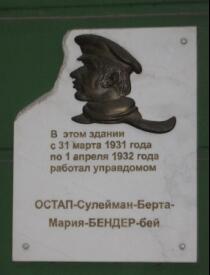 В этом здании
с 31 марта 1931 года
по 1 апреля 1932 года
работал управдомом
ОСТАП-Сулейман-Берта-
Мария-БЕНДЕР-бей